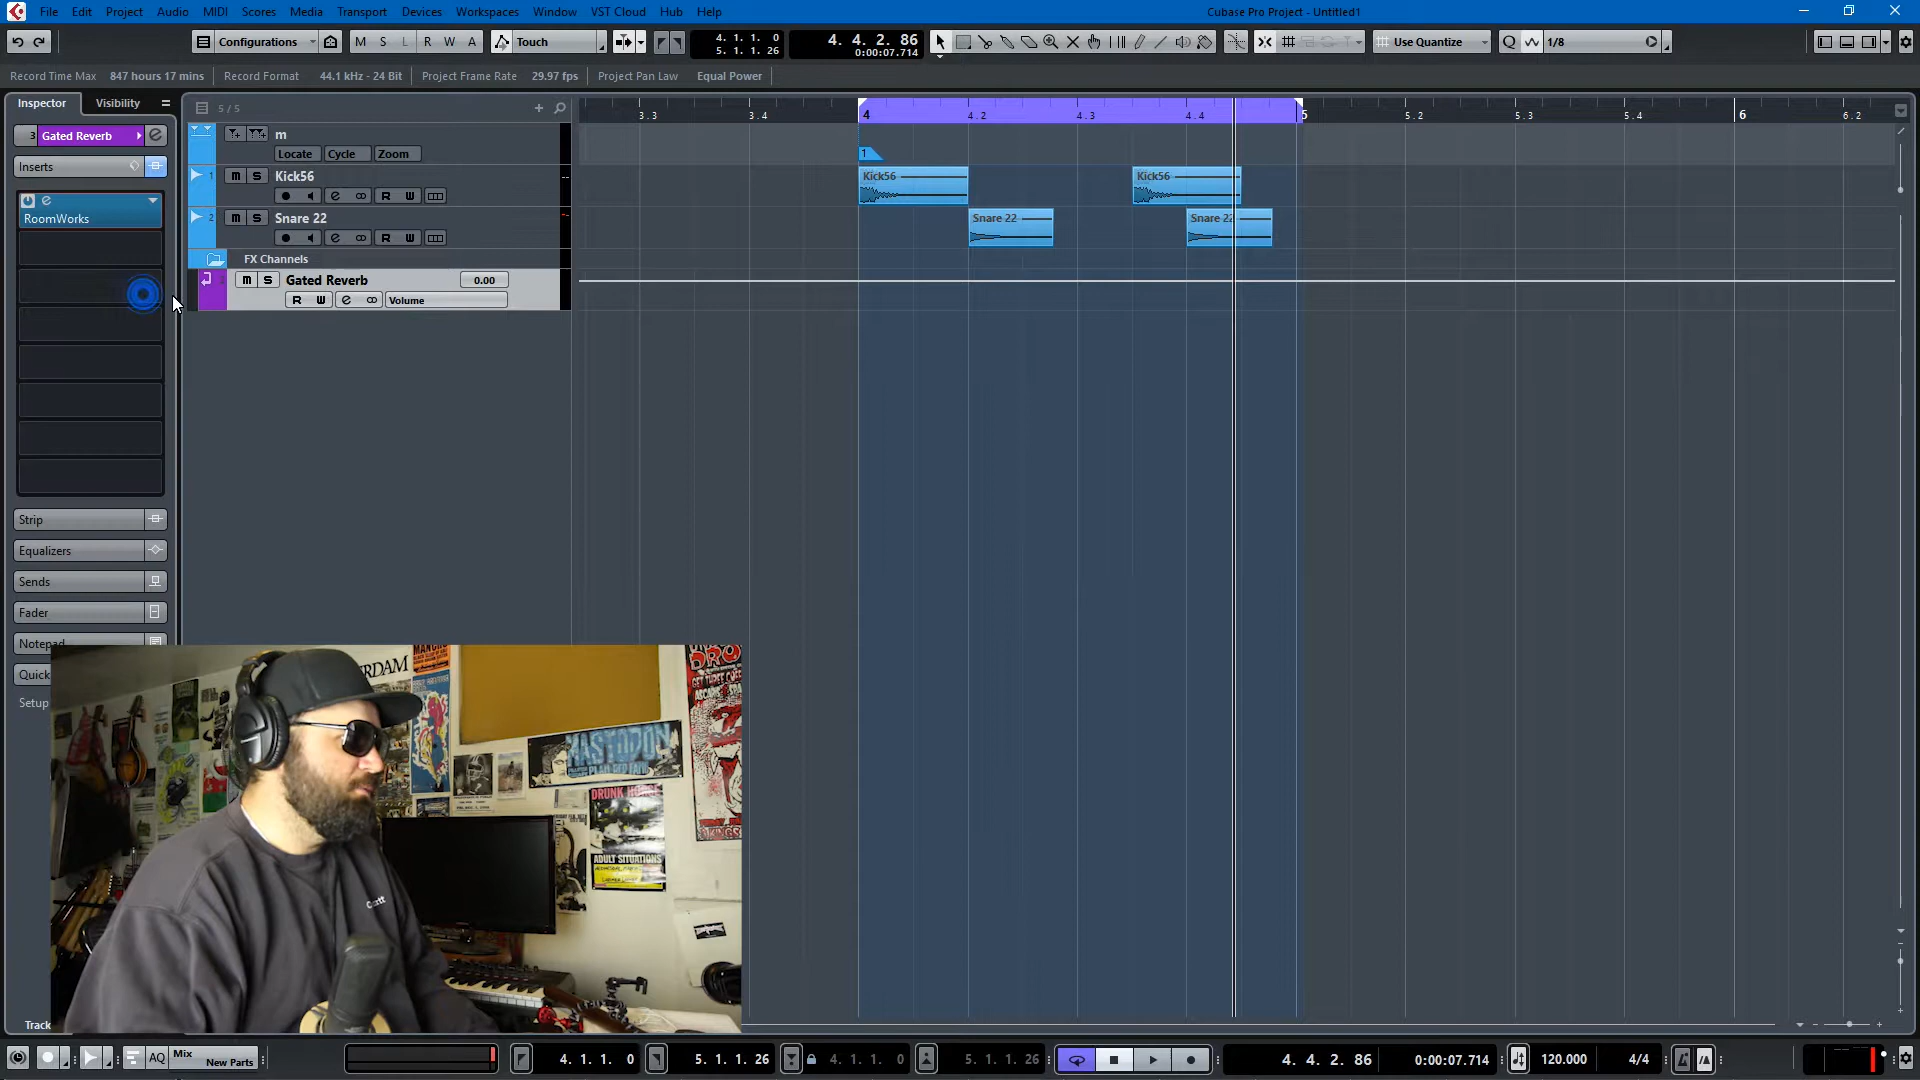 File Edit Project Audio MIDI Scores Media Transport Devices Workspaces Window VST Cloud Hub Help
Cubase Pro Project - Untitled1
Configurations M S L R W A Touch
4. 1. 1. 0
5. 1. 1. 26
4. 4. 2. 86
0:00:07.714
Use Quantize Q 1/8
Record Time Max 847 hours 17 mins Record Format 44.1 kHz - 24 Bit Project Frame Rate 29.97 fps Project Pan Law Equal Power
Inspector Visibility
5 / 5
3.3 3.4 4 4.2 4.3 4.4 5 5.2 5.3 5.4 6 6.2
3 Gated Reverb
Inserts
RoomWorks
m
Locate Cycle Zoom
1
1 m S Kick56
R W
Kick56 Kick56
2 m S Snare 22
R W
Snare 22 Snare 22
FX Channels
m S Gated Reverb 0.00
R W Volume
Strip
Equalizers
Sends
Fader
Notepad
Quick
Setup
Track
RDAM
MASTODON
GET THREE
DRUNK
ADULT SITUATIONS
AQ Mix
New Parts
4. 1. 1. 0 5. 1. 1. 26 4. 1. 1. 0 5. 1. 1. 26 4. 4. 2. 86 0:00:07.714 120.000 4/4